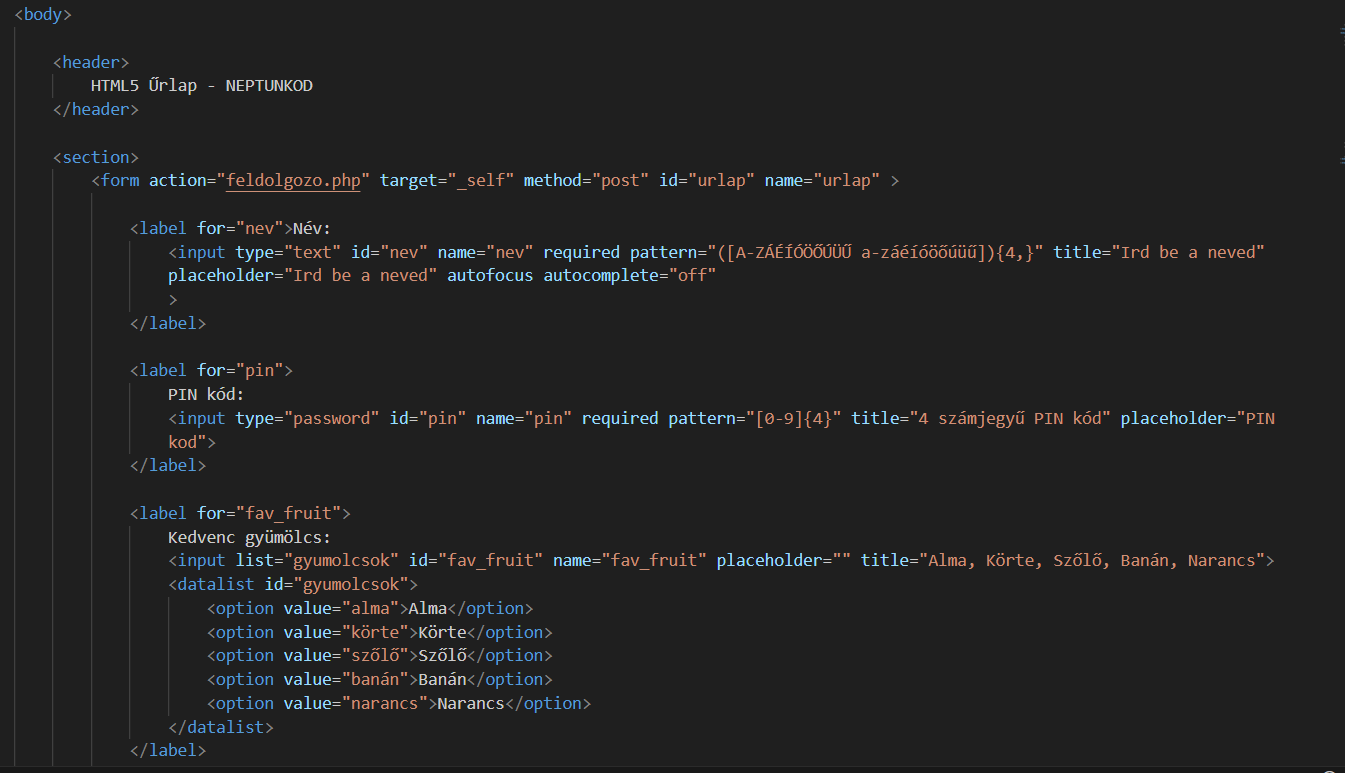 <body>
<header>
HTML5 Űrlap - NEPTUNKOD
</header>
<section>
<form action="feldolgozo.php" target="_self" method="post" id="urlap" name="urlap" >
<label for="nev">Név:
<input type="text" id="nev" name="nev" required pattern="([A-ZÁÉÍÓÖŐÚÜŰ a-záéíóöőúüű]){4,}" title="Ird be a neved"
placeholder="Ird be a neved" autofocus autocomplete="off"
>
</label>
<label for="pin">
PIN kód:
<input type="password" id="pin" name="pin" required pattern="[0-9]{4}" title="4 számjegyű PIN kód" placeholder="PIN
kod">
</label>
<label for="fav_fruit">
Kedvenc gyümölcs:
<input list="gyumolcsok" id="fav_fruit" name="fav_fruit" placeholder="" title="Alma, Körte, Szőlő, Banán, Narancs">
<datalist id="gyumolcsok">
<option value="alma">Alma</option>
<option value="körte">Körte</option>
<option value="szőlő">Szőlő</option>
<option value="banán">Banán</option>
<option value="narancs">Narancs</option>
</datalist>
</label>